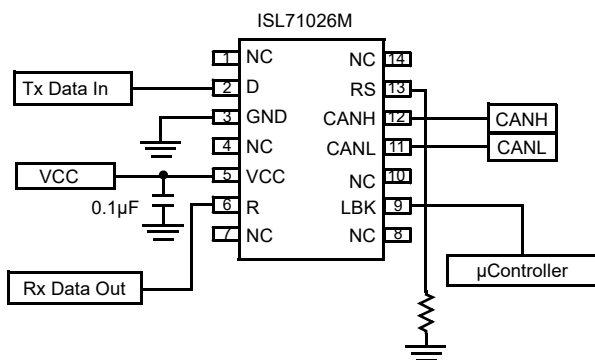 ISL71026M
1 NC NC 14
Tx Data In 2 D RS 13
3 GND CANH 12 CANH
4 NC CANL 11 CANL
VCC 5 VCC NC 10
0.1µF 6 R LBK 9
7 NC NC 8
µController
Rx Data Out